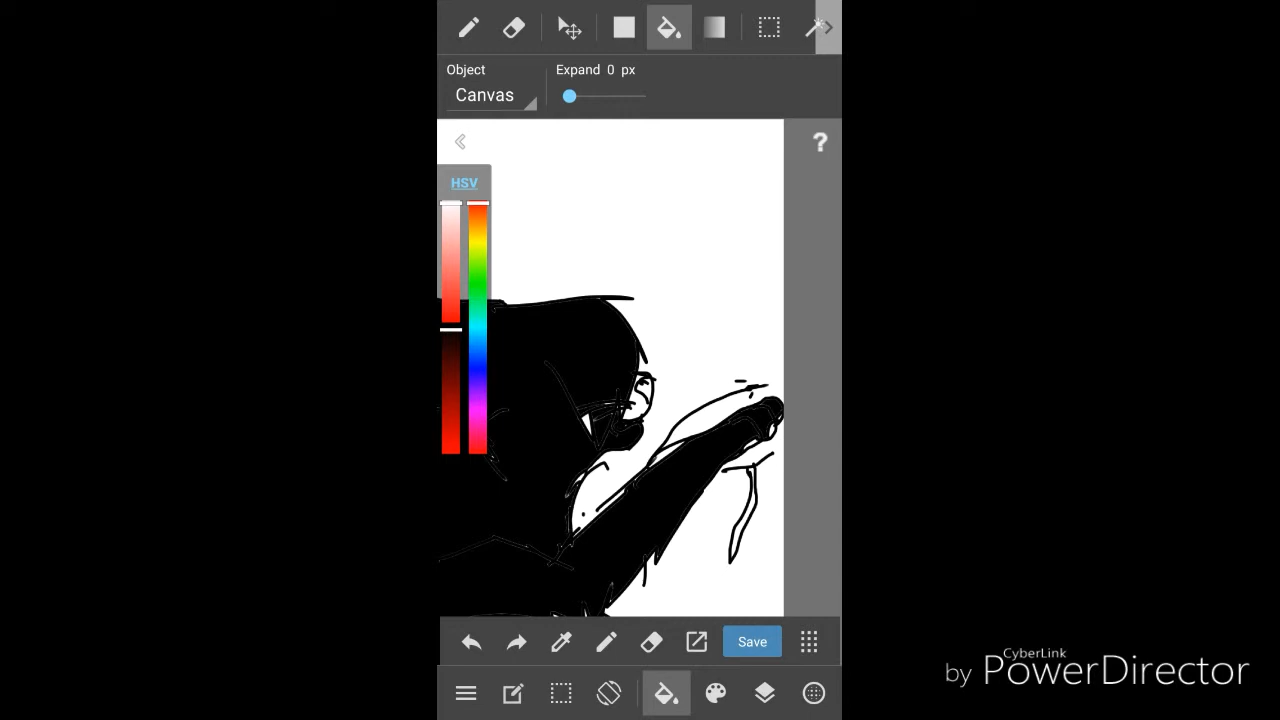 Object
Expand 0 px
Canvas
?
HSV
Save
CyberLink
by PowerDirector